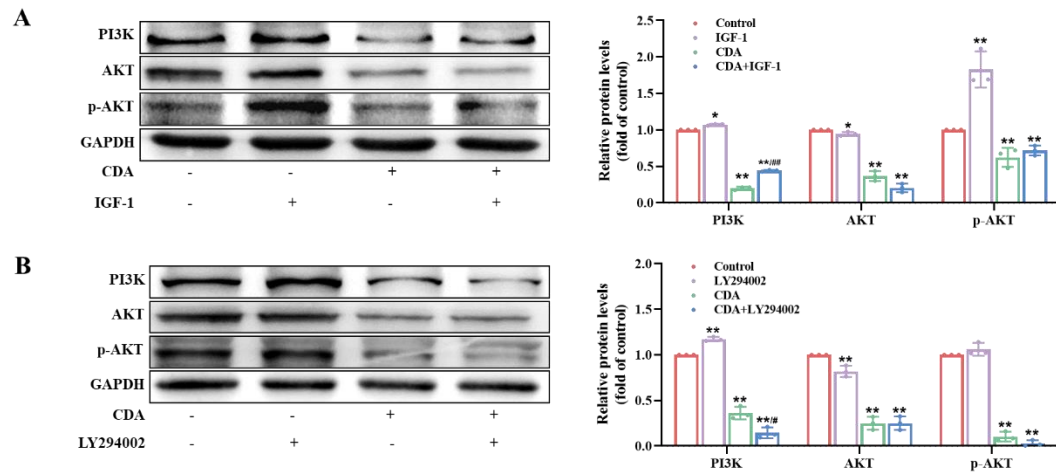 A
PI3K
AKT
p-AKT
GAPDH
CDA - - + +
IGF-1 - + - +
Relative protein levels
(fold of control)
2.0
1.5
1.0
0.5
0.0
Control
IGF-1
CDA
CDA+IGF-1
* ** **/##
* ** **
** ** **
PI3K AKT p-AKT
B
PI3K
AKT
p-AKT
GAPDH
CDA - - + +
LY294002 - + - +
Relative protein levels
(fold of control)
2.0
1.5
1.0
0.5
0.0
Control
LY294002
CDA
CDA+LY294002
** ** **/#
** ** **
** **
PI3K AKT p-AKT